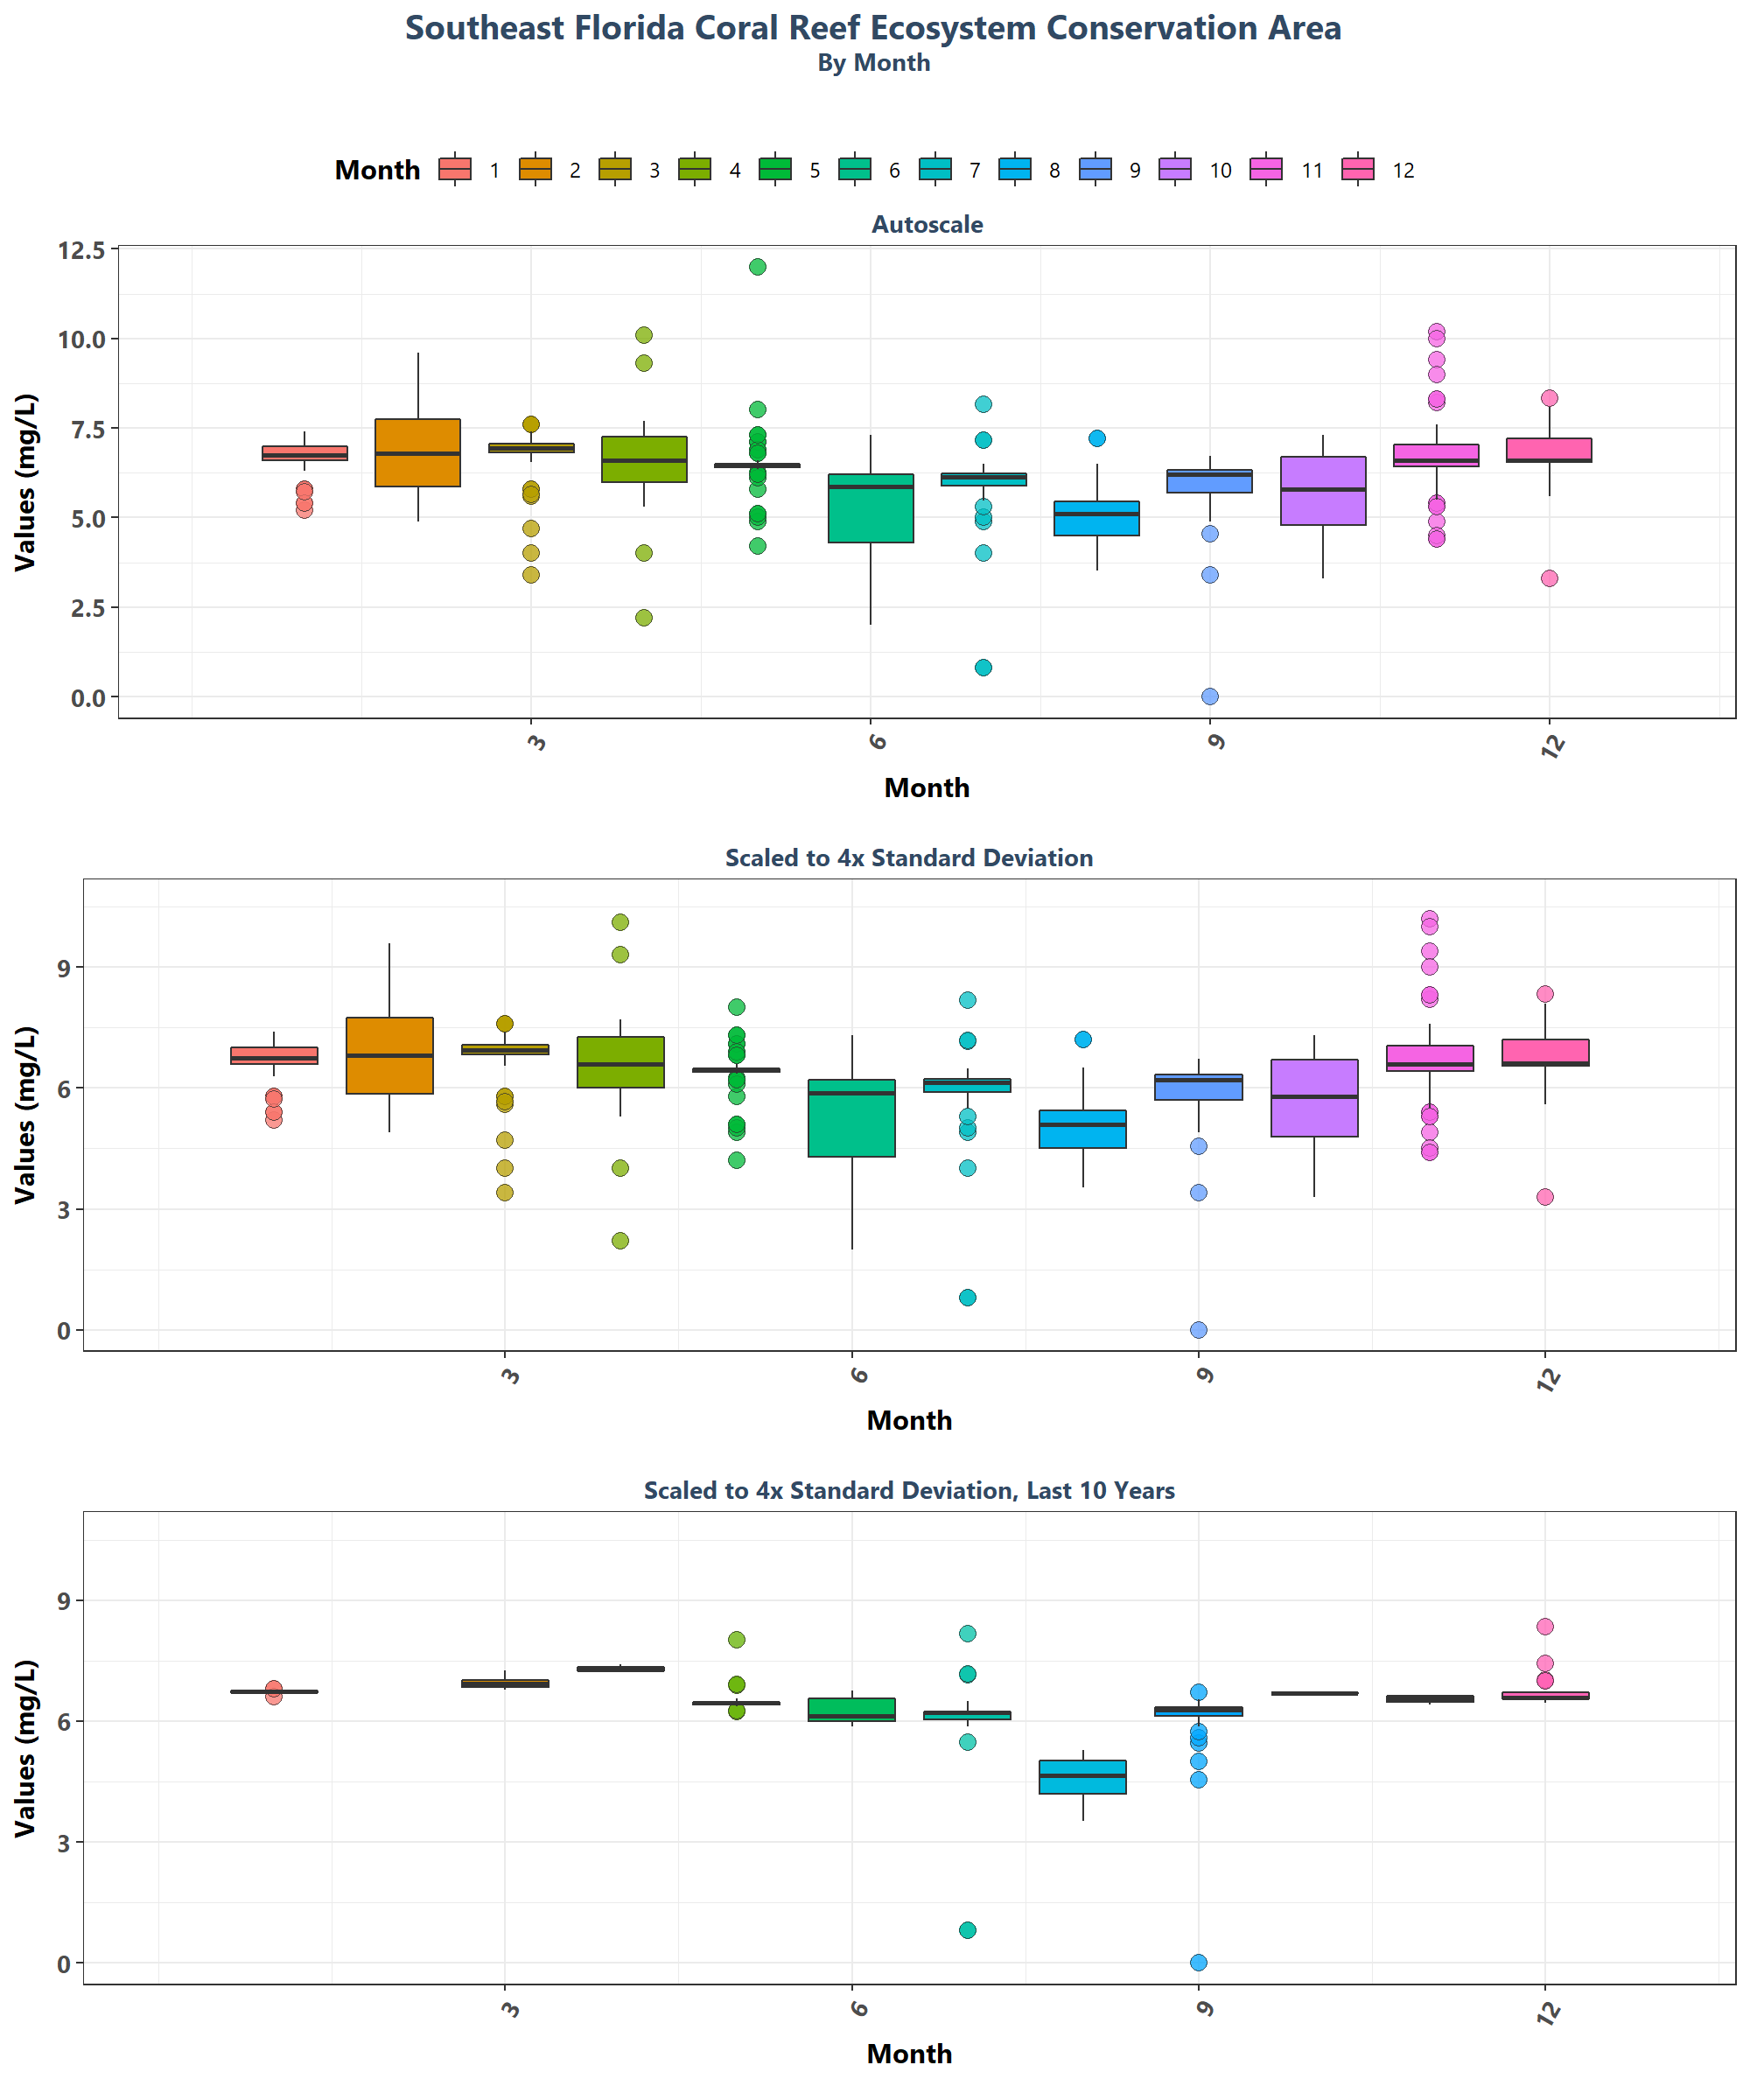 Southeast Florida Coral Reef Ecosystem Conservation Area
By Month
Month 1 2 3 4 5 6 7 8 9 10 11 12
Autoscale
12.5
10.0
7.5
5.0
2.5
0.0
Values (mg/L)
3 6 9 12
Month
Scaled to 4x Standard Deviation
9
6
3
0
Values (mg/L)
3 6 9 12
Month
Scaled to 4x Standard Deviation, Last 10 Years
9
6
3
0
Values (mg/L)
3 6 9 12
Month